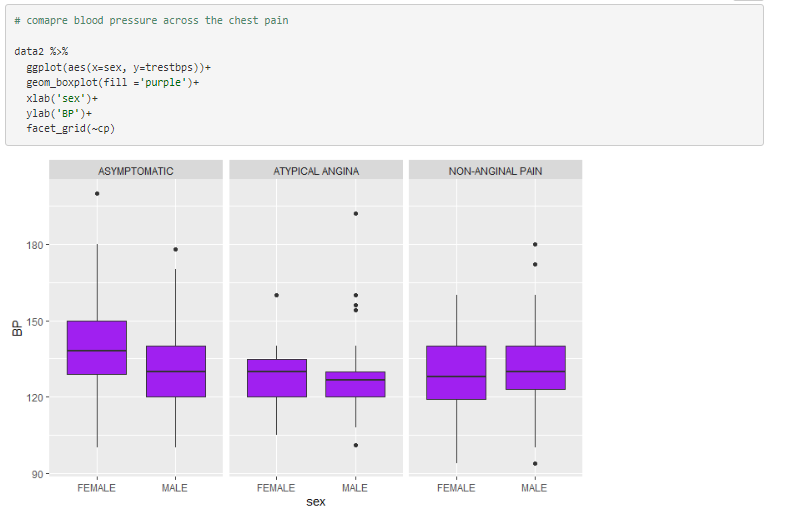 # comapre blood pressure across the chest pain
data2 %>%
ggplot(aes(x=sex, y=trestbps))+
geom_boxplot(fill ='purple')+
xlab('sex')+
ylab('BP')+
facet_grid(~cp)
ASYMPTOMATIC ATYPICAL ANGINA NON-ANGINAL PAIN
180
150
BP
120
90
FEMALE MALE FEMALE MALE FEMALE MALE
sex